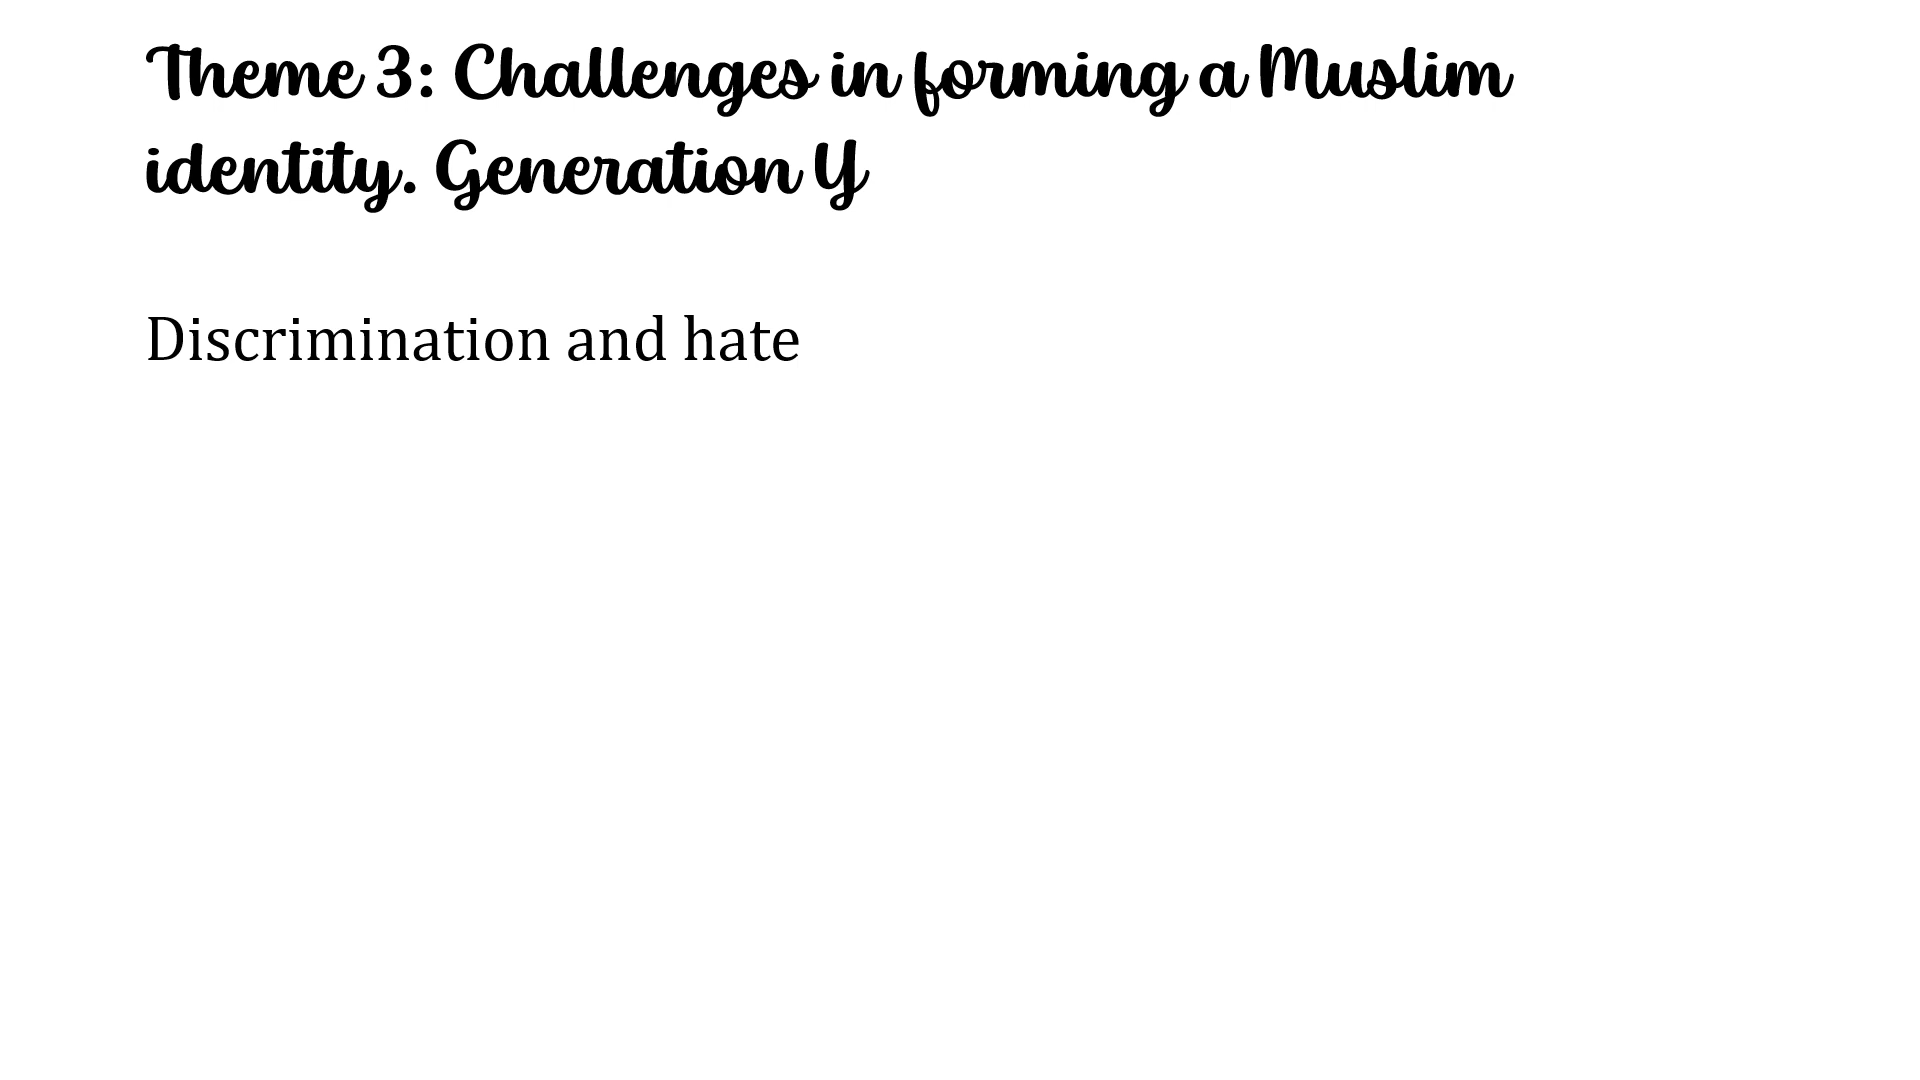 Theme 3: Challenges in forming a Muslim
identity. Generation Y
Discrimination and hate